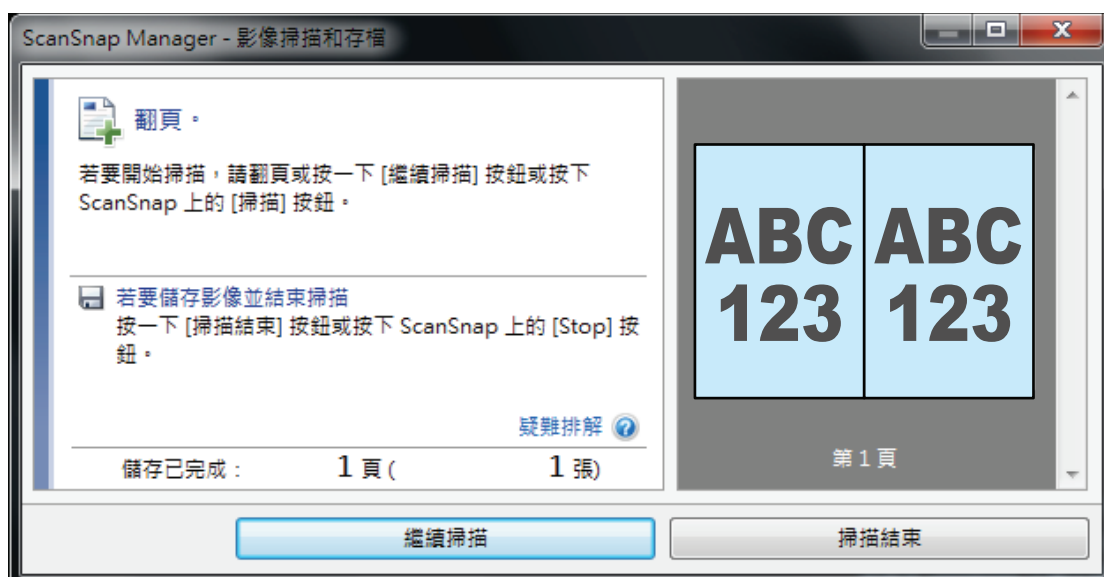 ScanSnap Manager - 影像掃描和存檔
翻頁。
若要開始掃描，請翻頁或按一下 [繼續掃描] 按鈕或按下
ScanSnap 上的 [掃描] 按鈕。
若要儲存影像並結束掃描
按一下 [掃描結束] 按鈕或按下 ScanSnap 上的 [Stop] 按
鈕。
疑難排解
儲存已完成： 1 頁 ( 1 張)
ABC ABC
123 123
第 1 頁
繼續掃描
掃描結束